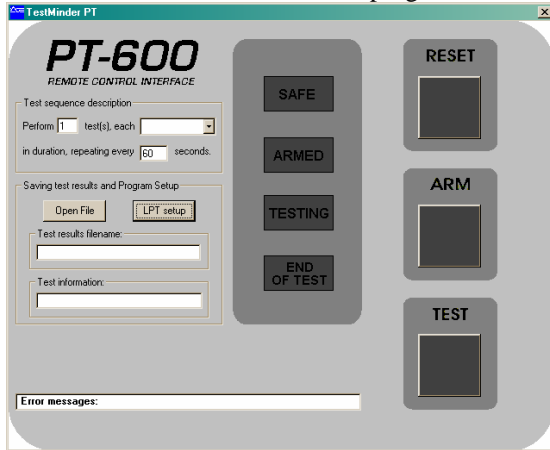 TestMinder PT
PT-600
REMOTE CONTROL INTERFACE
Test sequence description
Perform 1 test(s), each
in duration, repeating every 60 seconds.
Saving test results and Program Setup
Open File
LPT setup
Test results filename:
Test information:
Error messages:
SAFE
ARMED
TESTING
END
OF TEST
RESET
ARM
TEST